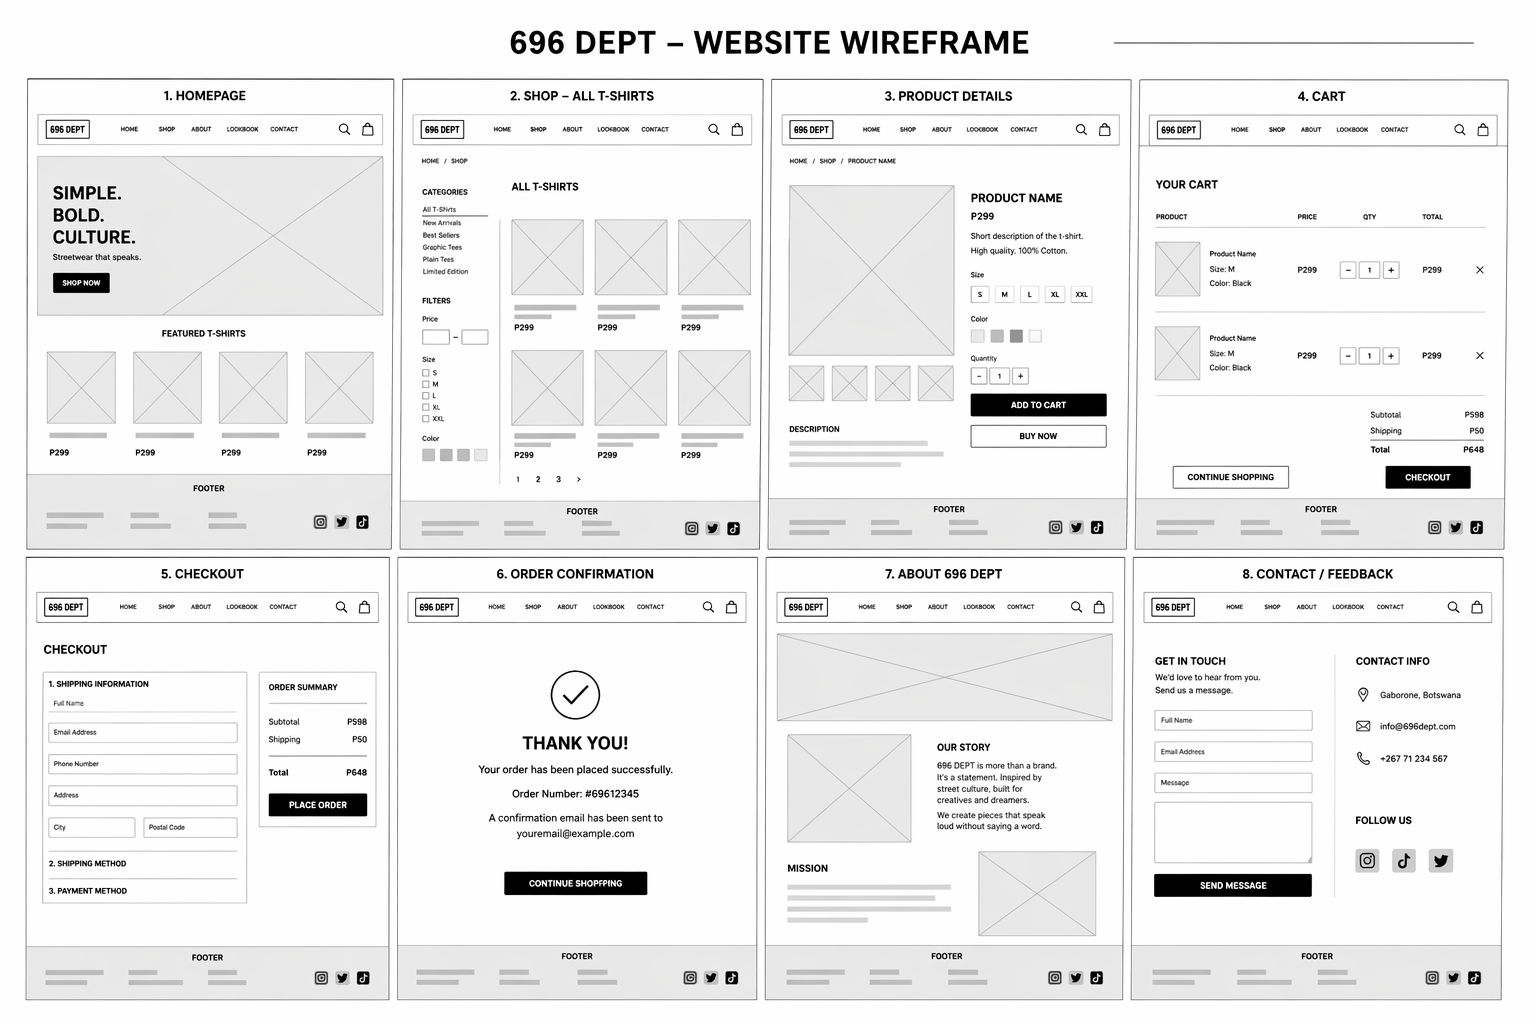 696 DEPT – WEBSITE WIREFRAME
1. HOMEPAGE
696 DEPT HOME SHOP ABOUT LOOKBOOK CONTACT
SIMPLE.
BOLD.
CULTURE.
Streetwear that speaks.
SHOP NOW
FEATURED T-SHIRTS
P299 P299 P299 P299
FOOTER
2. SHOP – ALL T-SHIRTS
696 DEPT HOME SHOP ABOUT LOOKBOOK CONTACT
HOME / SHOP
CATEGORIES
All T-Shirts
New Arrivals
Best Sellers
Graphic Tees
Plain Tees
Limited Edition
FILTERS
Price
–
Size
S
M
L
XL
XXL
Color
ALL T-SHIRTS
P299 P299 P299
P299 P299 P299
1 2 3 >
FOOTER
3. PRODUCT DETAILS
696 DEPT HOME SHOP ABOUT LOOKBOOK CONTACT
HOME / SHOP / PRODUCT NAME
PRODUCT NAME
P299
Short description of the t-shirt.
High quality. 100% Cotton.
Size
S M L XL XXL
Color
Quantity
− 1 +
ADD TO CART
BUY NOW
DESCRIPTION
FOOTER
4. CART
696 DEPT HOME SHOP ABOUT LOOKBOOK CONTACT
YOUR CART
PRODUCT PRICE QTY TOTAL
Product Name
Size: M P299 − 1 + P299 ×
Color: Black
Product Name
Size: M P299 − 1 + P299 ×
Color: Black
Subtotal P598
Shipping P50
Total P648
CONTINUE SHOPPING CHECKOUT
FOOTER
5. CHECKOUT
696 DEPT HOME SHOP ABOUT LOOKBOOK CONTACT
CHECKOUT
1. SHIPPING INFORMATION
Full Name
Email Address
Phone Number
Address
City Postal Code
2. SHIPPING METHOD
3. PAYMENT METHOD
ORDER SUMMARY
Subtotal P598
Shipping P50
Total P648
PLACE ORDER
FOOTER
6. ORDER CONFIRMATION
696 DEPT HOME SHOP ABOUT LOOKBOOK CONTACT
THANK YOU!
Your order has been placed successfully.
Order Number: #69612345
A confirmation email has been sent to
youremail@example.com
CONTINUE SHOPPING
FOOTER
7. ABOUT 696 DEPT
696 DEPT HOME SHOP ABOUT LOOKBOOK CONTACT
OUR STORY
696 DEPT is more than a brand.
It's a statement. Inspired by
street culture, built for
creatives and dreamers.
We create pieces that speak
loud without saying a word.
MISSION
FOOTER
8. CONTACT / FEEDBACK
696 DEPT HOME SHOP ABOUT LOOKBOOK CONTACT
GET IN TOUCH
We'd love to hear from you.
Send us a message.
Full Name
Email Address
Message
SEND MESSAGE
CONTACT INFO
Gaborone, Botswana
info@696dept.com
+267 71 234 567
FOLLOW US
FOOTER